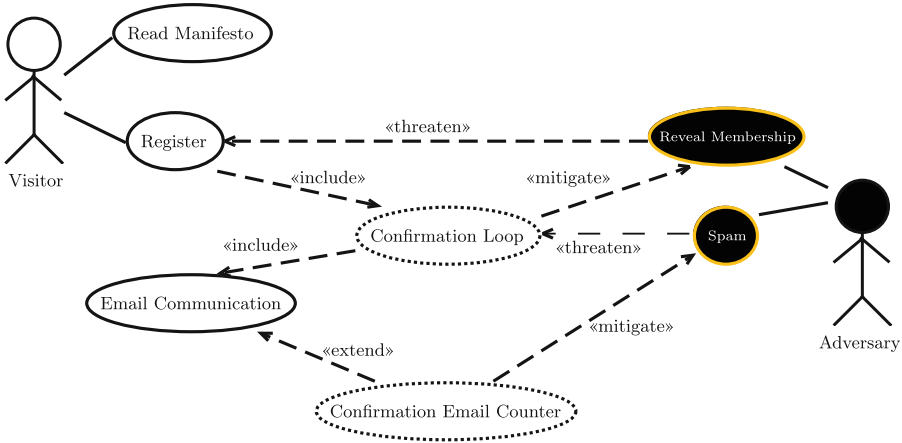 Read Manifesto
«threaten»
Reveal Membership
Register
Visitor
«include»
«mitigate»
Confirmation Loop
Spam
«include»
«threaten»
Email Communication
«mitigate»
Adversary
«extend»
Confirmation Email Counter